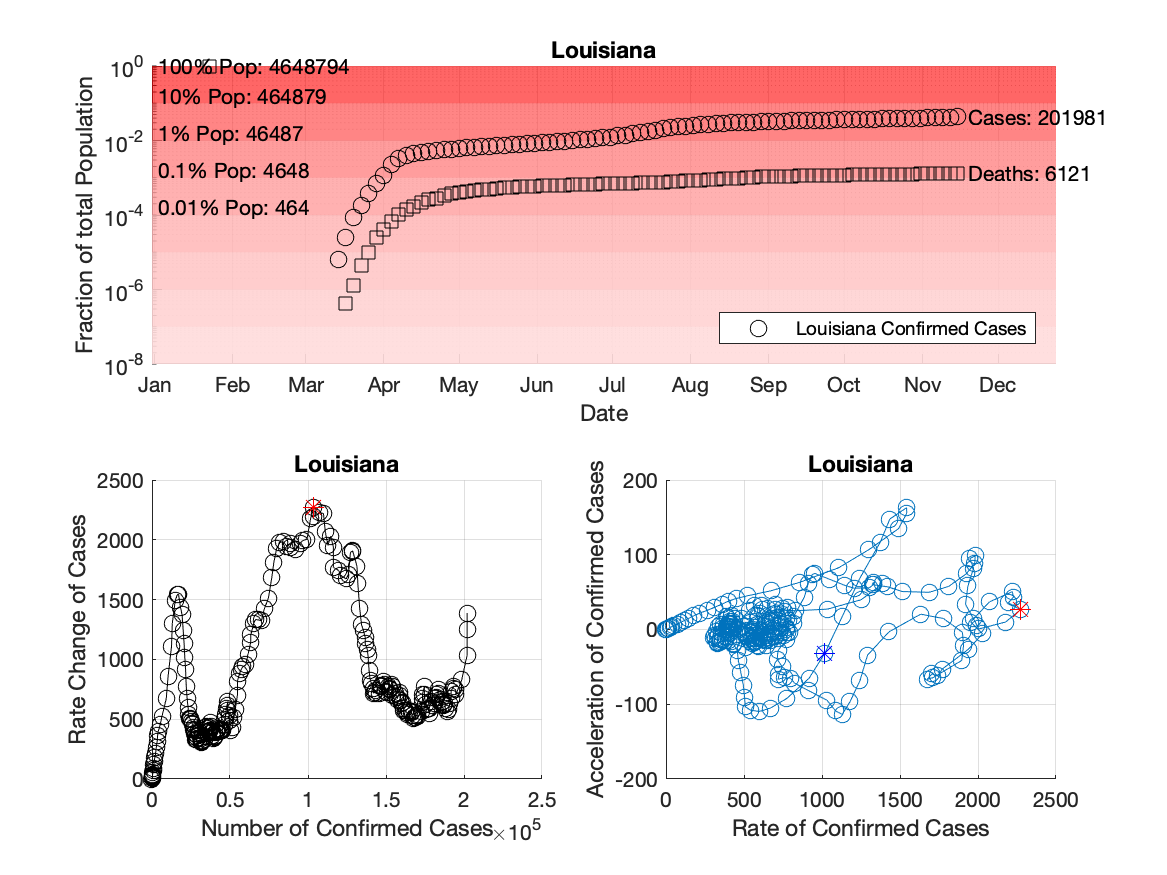 Louisiana
Fraction of total Population
10^0
10^-2
10^-4
10^-6
10^-8
100% Pop: 4648794
10% Pop: 464879
1% Pop: 46487
0.1% Pop: 4648
0.01% Pop: 464
Cases: 201981
Deaths: 6121
Louisiana Confirmed Cases
Jan Feb Mar Apr May Jun Jul Aug Sep Oct Nov Dec
Date
Louisiana
Rate Change of Cases
2500
2000
1500
1000
500
0
0 0.5 1 1.5 2 2.5
Number of Confirmed Cases ×10^5
Louisiana
Acceleration of Confirmed Cases
200
100
0
-100
-200
0 500 1000 1500 2000 2500
Rate of Confirmed Cases